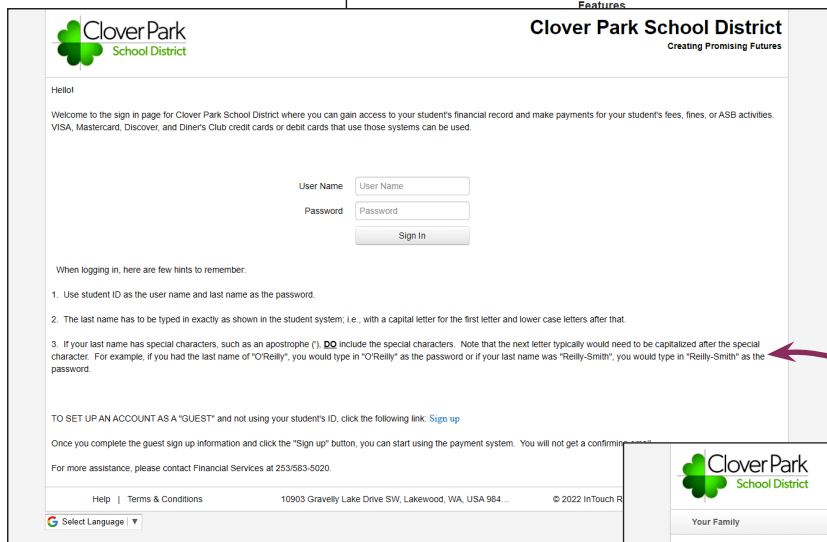 Features
Clover Park
School District
Clover Park School District
Creating Promising Futures
Hello!
Welcome to the sign in page for Clover Park School District where you can gain access to your student's financial record and make payments for your student's fees, fines, or ASB activities.
VISA, Mastercard, Discover, and Diner's Club credit cards or debit cards that use those systems can be used.
User Name User Name
Password Password
Sign In
When logging in, here are few hints to remember:
1. Use student ID as the user name and last name as the password.
2. The last name has to be typed in exactly as shown in the student system; i.e., with a capital letter for the first letter and lower case letters after that.
3. If your last name has special characters, such as an apostrophe ('), DO include the special characters. Note that the next letter typically would need to be capitalized after the special
character. For example, if you had the last name of "O'Reilly", you would type in "O'Reilly" as the password or if your last name was "Reilly-Smith", you would type in "Reilly-Smith" as the
password.
TO SET UP AN ACCOUNT AS A "GUEST" and not using your student's ID, click the following link: Sign up
Once you complete the guest sign up information and click the "Sign up" button, you can start using the payment system. You will not get a confirming email
For more assistance, please contact Financial Services at 253/583-5020.
Help | Terms & Conditions 10903 Gravelly Lake Drive SW, Lakewood, WA, USA 984... © 2022 InTouch R
Select Language ▼
Clover Park
School District
Your Family